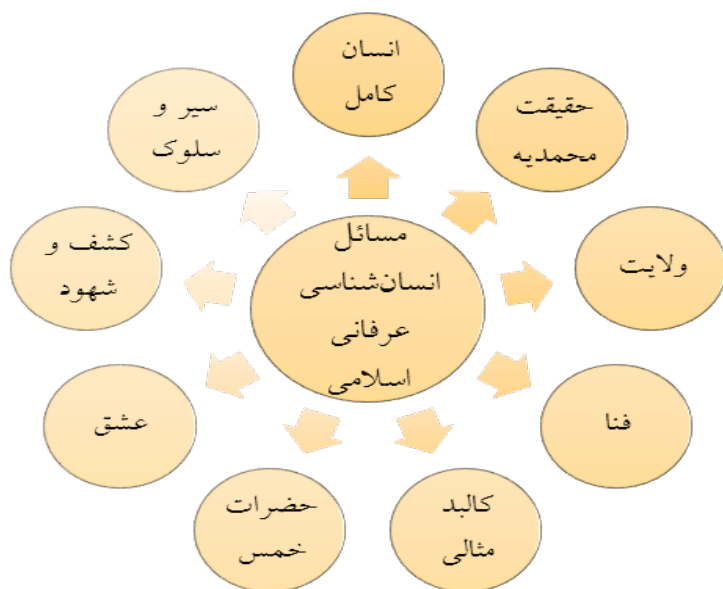 مسائل
انسان‌شناسی
عرفانی
اسلامی
انسان
کامل
حقیقت
محمدیه
ولایت
فنا
کالبد
مثالی
حضرات
خمس
عشق
کشف و
شهود
سیر و
سلوک